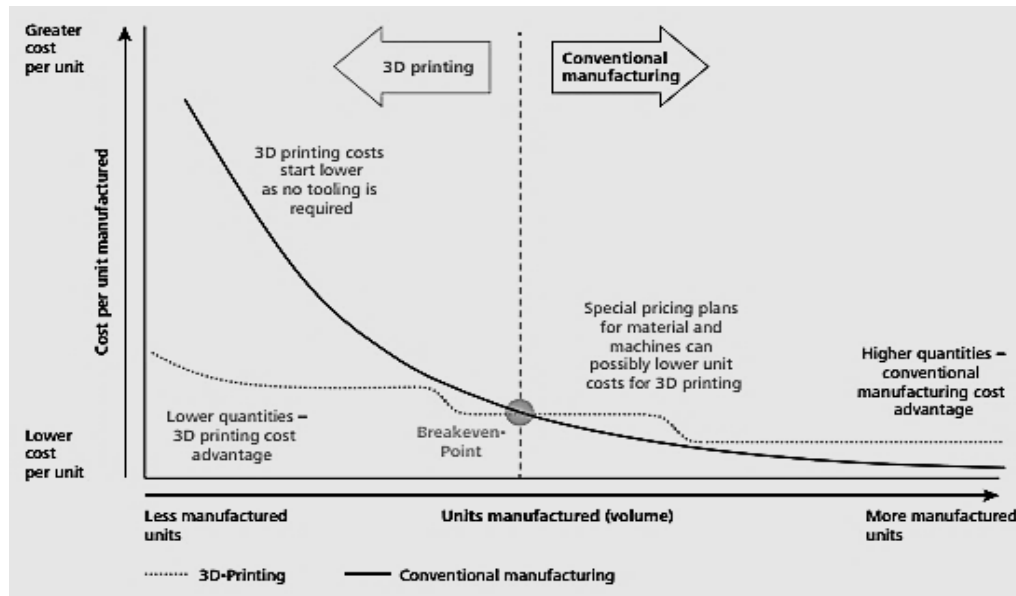 Greater
cost
per unit
3D printing
Conventional
manufacturing
3D printing costs
start lower
as no tooling is
required
Cost per unit manufactured
Special pricing plans
for material and
machines can
possibly lower unit
costs for 3D printing
Higher quantities –
conventional
manufacturing cost
advantage
Lower quantities –
3D printing cost
advantage
Breakeven-
Point
Lower
cost
per unit
Less manufactured
units
Units manufactured (volume)
More manufactured
units
3D-Printing
Conventional manufacturing